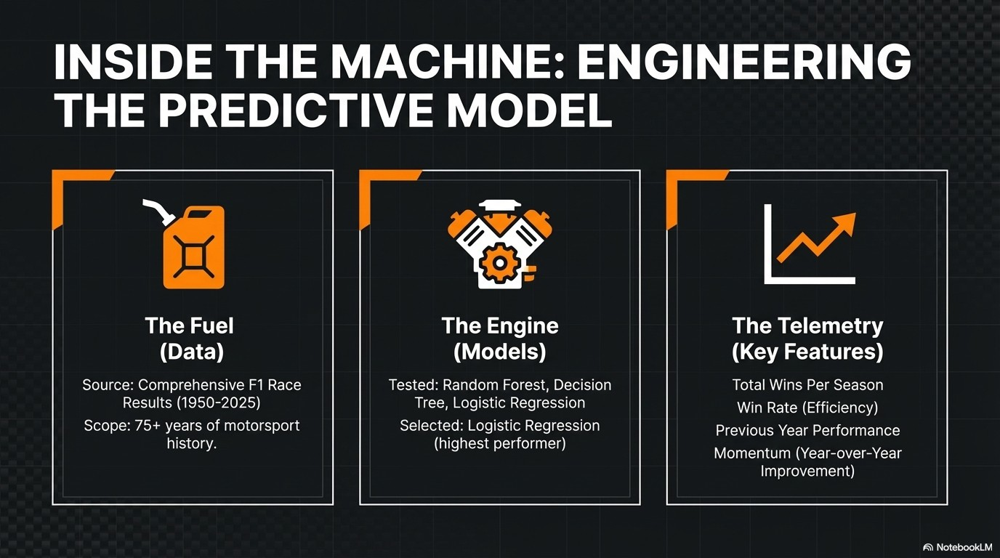 INSIDE THE MACHINE: ENGINEERING
THE PREDICTIVE MODEL
The Fuel
(Data)
Source: Comprehensive F1 Race
Results (1950-2025)
Scope: 75+ years of motorsport
history.
The Engine
(Models)
Tested: Random Forest, Decision
Tree, Logistic Regression
Selected: Logistic Regression
(highest performer)
The Telemetry
(Key Features)
Total Wins Per Season
Win Rate (Efficiency)
Previous Year Performance
Momentum (Year-over-Year
Improvement)
NotebookLM